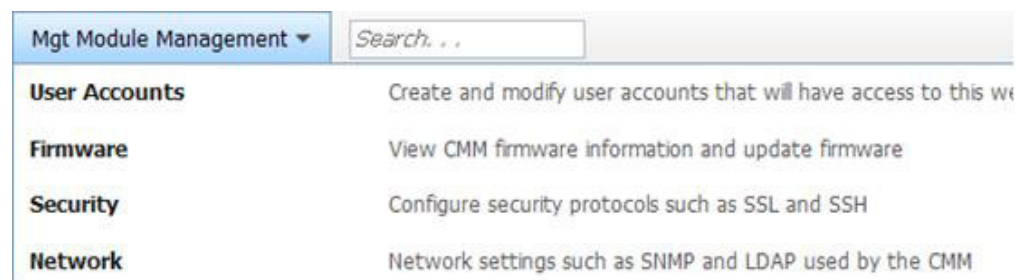 Mgt Module Management Search. . .
User Accounts Create and modify user accounts that will have access to this
Firmware View CMM firmware information and update firmware
Security Configure security protocols such as SSL and SSH
Network Network settings such as SNMP and LDAP used by the CMM